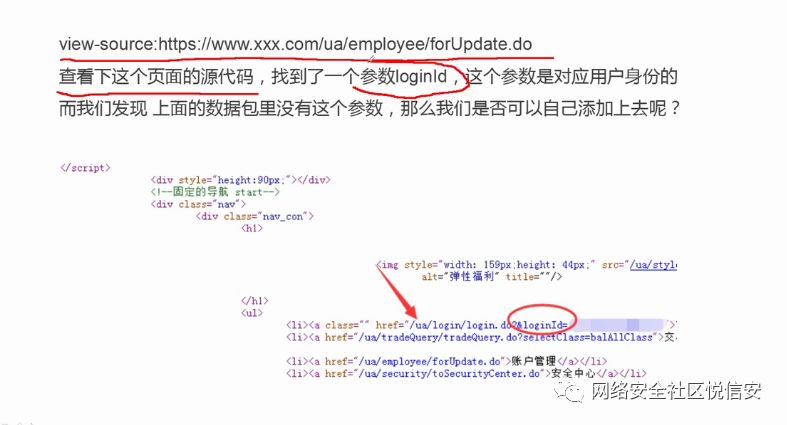 view-source:https://www.xxx.com/ua/employee/forUpdate.do
查看下这个页面的源代码，找到了一个参数loginId，这个参数是对应用户身份的
而我们发现 上面的数据包里没有这个参数，那么我们是否可以自己添加上去呢？
</script>
<div style="height:90px;"></div>
<!--固定的导航 start-->
<div class="nav">
<div class="nav_con">
<h1>
<img style="width: 159px;height: 44px;" src="/ua/style
alt="弹性福利" title=""/>
</h1>
<ul>
<li><a class="" href="/ua/login/login.do?&loginId=
<li><a href="/ua/tradeQuery/tradeQuery.do?selectClass=balAllClass">交
<li><a href="/ua/employee/forUpdate.do">账户管理</a></li>
<li><a href="/ua/security/toSecurityCenter.do">安全中心</a></li>
网络安全社区悦信安